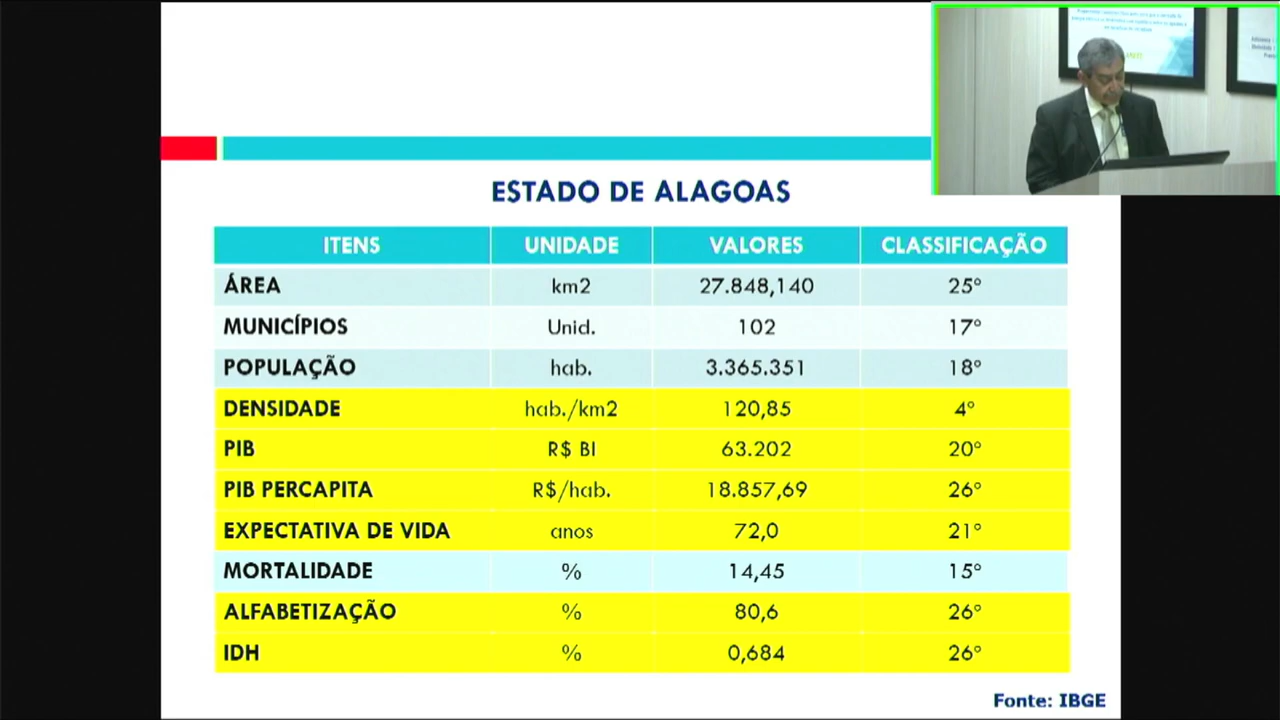 ESTADO DE ALAGOAS
ITENS UNIDADE VALORES CLASSIFICAÇÃO
ÁREA km2 27.848,140 25º
MUNICÍPIOS Unid. 102 17º
POPULAÇÃO hab. 3.365.351 18º
DENSIDADE hab./km2 120,85 4º
PIB R$ BI 63.202 20º
PIB PERCAPITA R$/hab. 18.857,69 26º
EXPECTATIVA DE VIDA anos 72,0 21º
MORTALIDADE % 14,45 15º
ALFABETIZAÇÃO % 80,6 26º
IDH % 0,684 26º
Fonte: IBGE